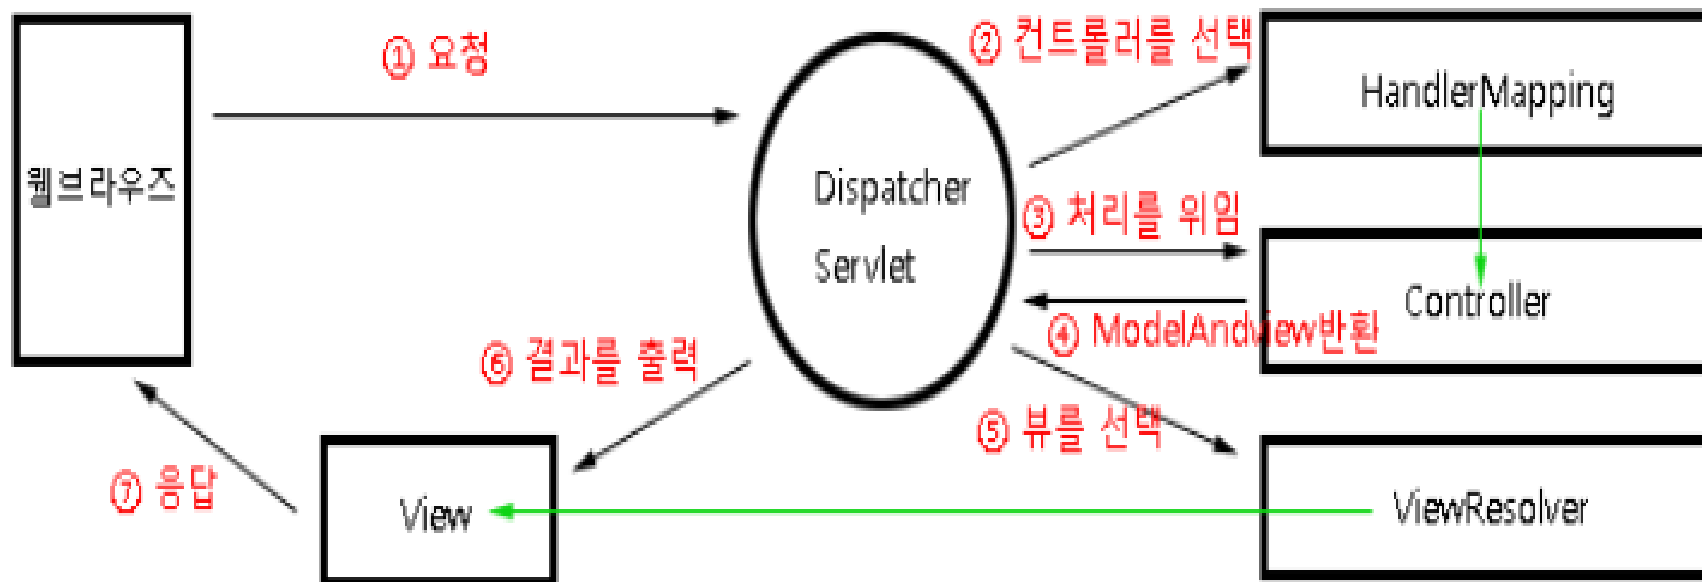 ① 요청
② 컨트롤러를 선택
HandlerMapping
웹브라우즈
Dispatcher
Servlet
③ 처리를 위임
Controller
④ ModelAndview반환
⑥ 결과를 출력
⑤ 뷰를 선택
⑦ 응답
View
ViewResolver